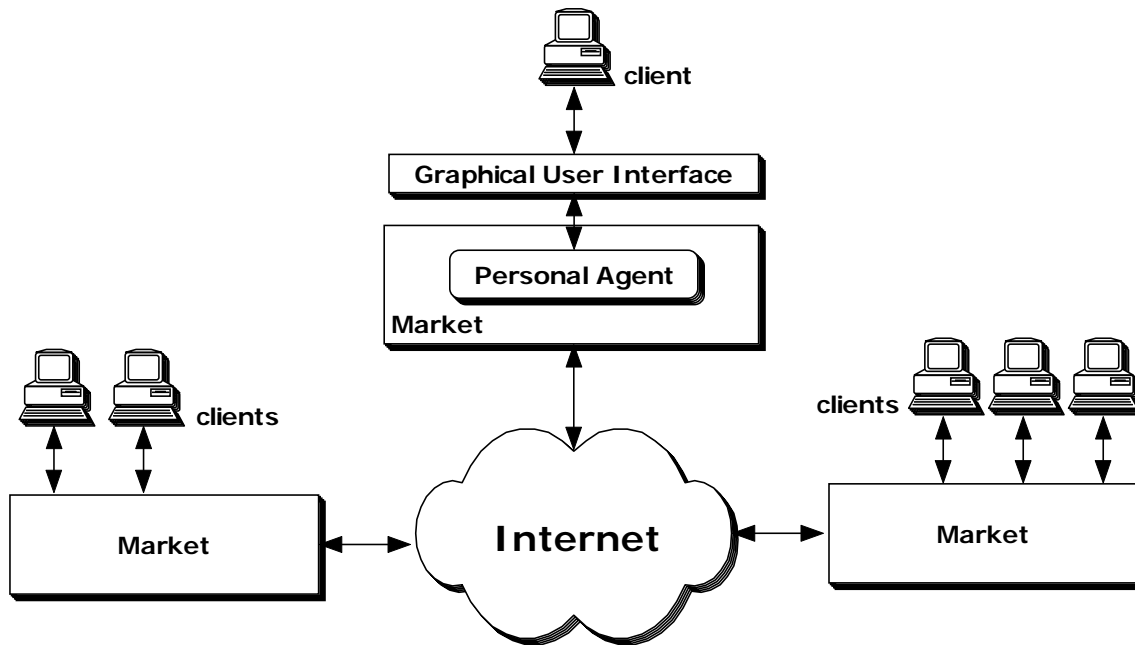 client
Graphical User Interface
Personal Agent
Market
clients
clients
Market
Internet
Market